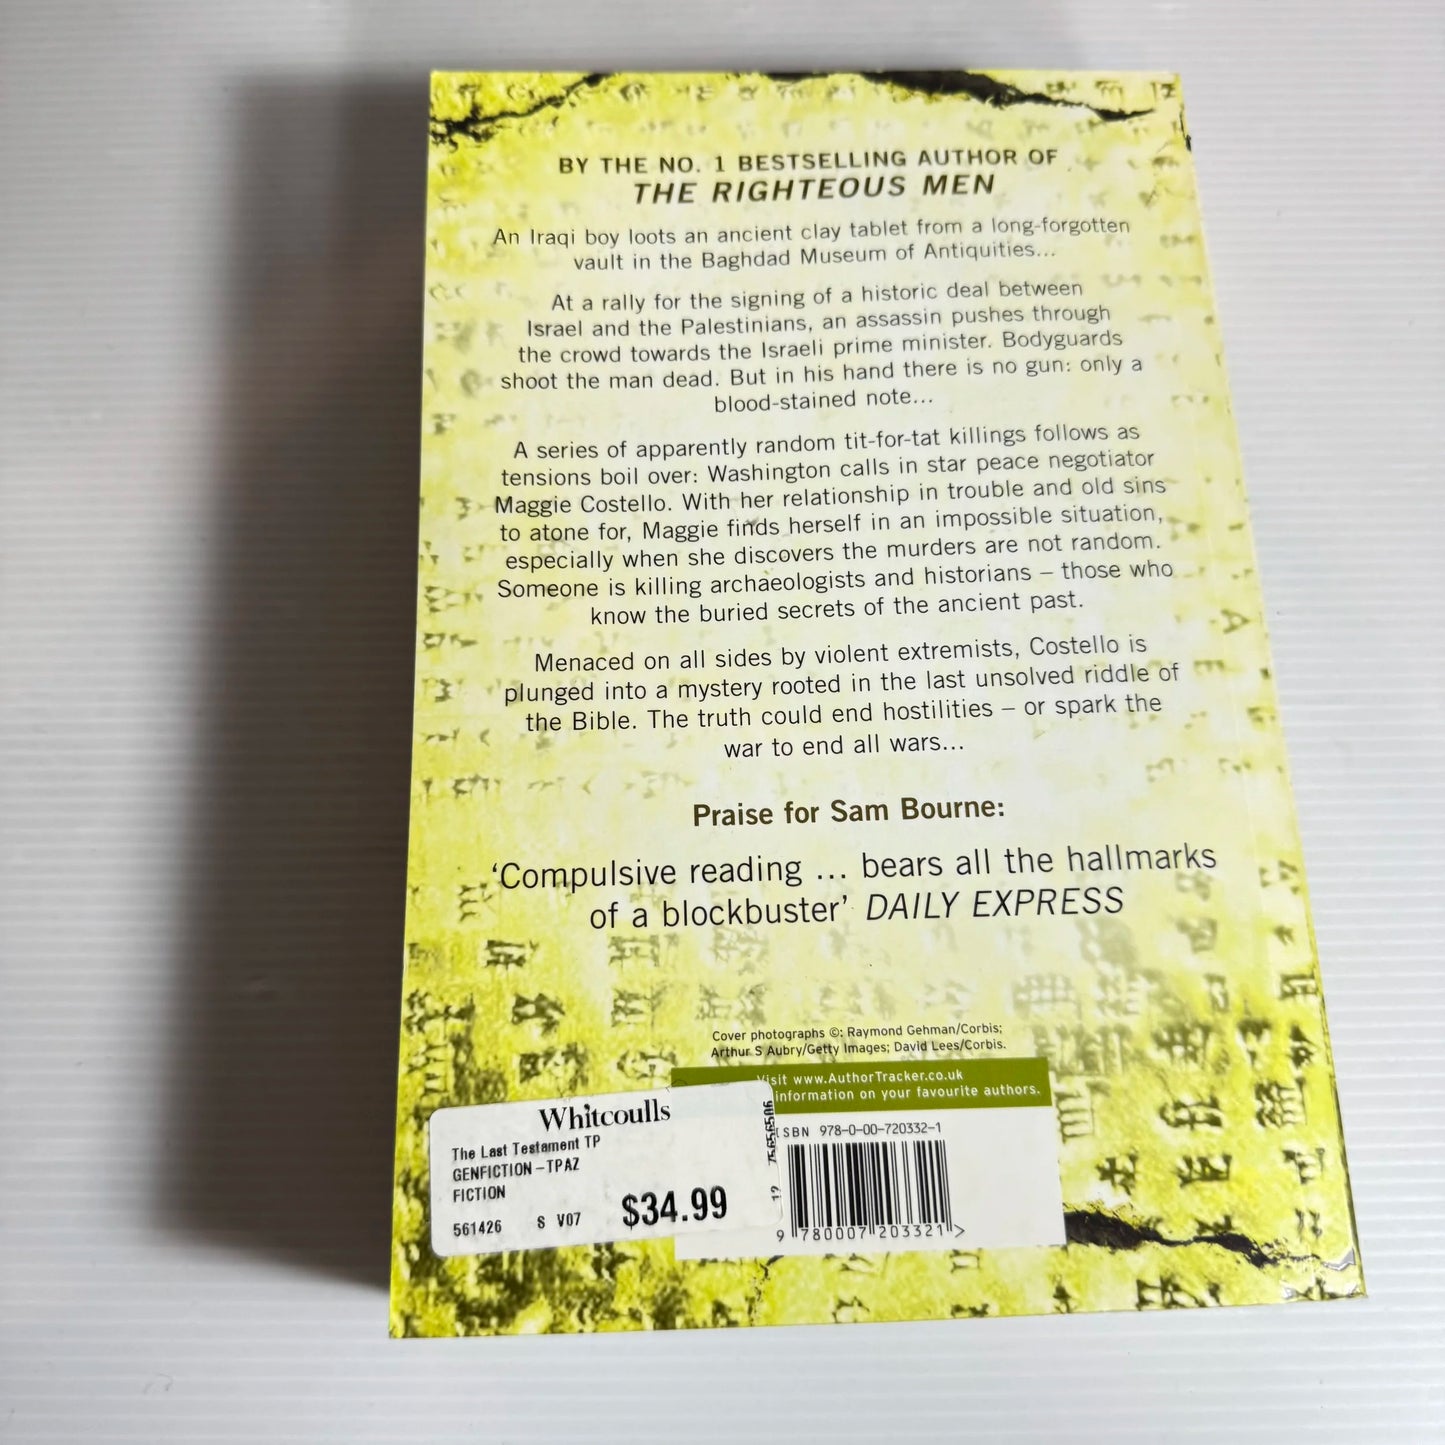 BY THE NO. 1 BESTSELLING AUTHOR OF
THE RIGHTEOUS MEN
An Iraqi boy loots an ancient clay tablet from a long-forgotten
vault in the Baghdad Museum of Antiquities...
At a rally for the signing of a historic deal between
Israel and the Palestinians, an assassin pushes through
the crowd towards the Israeli prime minister. Bodyguards
shoot the man dead. But in his hand there is no gun: only a
blood-stained note...
A series of apparently random tit-for-tat killings follows as
tensions boil over: Washington calls in star peace negotiator
Maggie Costello. With her relationship in trouble and old sins
to atone for, Maggie finds herself in an impossible situation,
especially when she discovers the murders are not random.
Someone is killing archaeologists and historians – those who
know the buried secrets of the ancient past.
Menaced on all sides by violent extremists, Costello is
plunged into a mystery rooted in the last unsolved riddle of
the Bible. The truth could end hostilities – or spark the
war to end all wars...
Praise for Sam Bourne:
‘Compulsive reading ... bears all the hallmarks
of a blockbuster’ DAILY EXPRESS
Cover photographs ©: Raymond Gehman/Corbis;
Arthur S Aubry/Getty Images; David Lees/Corbis.
Visit www.AuthorTracker.co.uk
information on your favourite authors.
Whitcoulls
The Last Testament TP
GENFICTION-TPAZ
FICTION
561426 S V07 $34.99
ISBN 978-0-00-720332-1
9 780007 203321 >